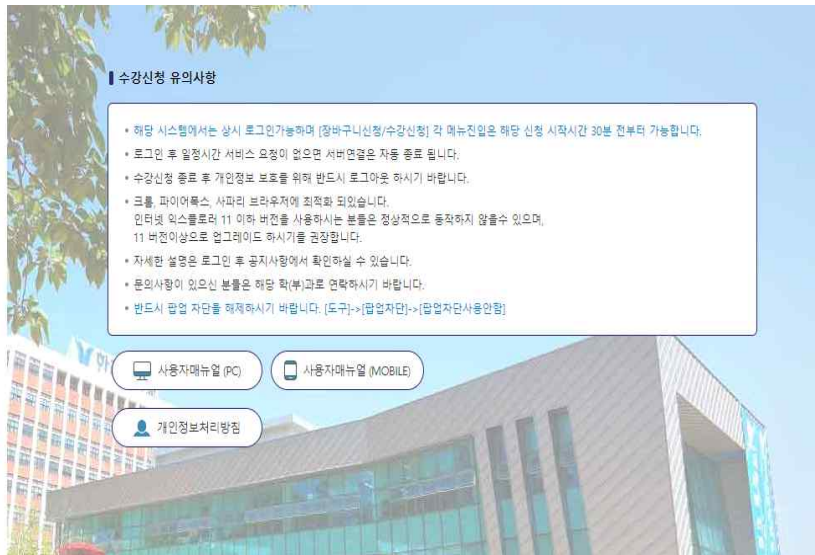 수강신청 유의사항
• 해당 시스템에서는 상시 로그인가능하며 [장바구니신청/수강신청] 각 메뉴진입은 해당 신청 시작시간 30분 전부터 가능합니다.
• 로그인 후 일정시간 서비스 요청이 없으면 서버연결은 자동 종료 됩니다.
• 수강신청 종료 후 개인정보 보호를 위해 반드시 로그아웃 하시기 바랍니다.
• 크롬, 파이어폭스, 사파리 브라우저에 최적화 되있습니다.
인터넷 익스플로러 11 이하 버전을 사용하시는 분들은 정상적으로 동작하지 않을수 있으며,
11 버전이상으로 업그레이드 하시기를 권장합니다.
• 자세한 설명은 로그인 후 공지사항에서 확인하실 수 있습니다.
• 문의사항이 있으신 분들은 해당 학(부)과로 연락하시기 바랍니다.
• 반드시 팝업 차단을 해제하시기 바랍니다. [도구]->[팝업차단]->[팝업차단사용안함]
사용자매뉴얼 (PC)
사용자매뉴얼 (MOBILE)
개인정보처리방침